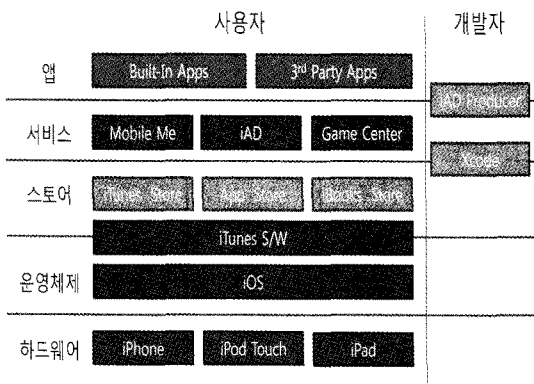 사용자 개발자
앱 Built-In Apps 3rd Party Apps
iAD Producer
서비스 Mobile Me iAD Game Center
Xcode
스토어 iTunes Store App Store iBooks Store
iTunes S/W
운영체제 iOS
하드웨어 iPhone iPod Touch iPad